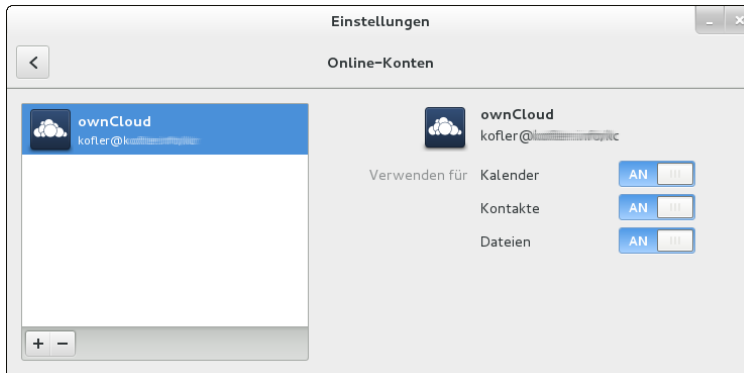 Einstellungen
Online-Konten
ownCloud
kofler@
ownCloud
kofler@
Verwenden für Kalender AN
Kontakte AN
Dateien AN